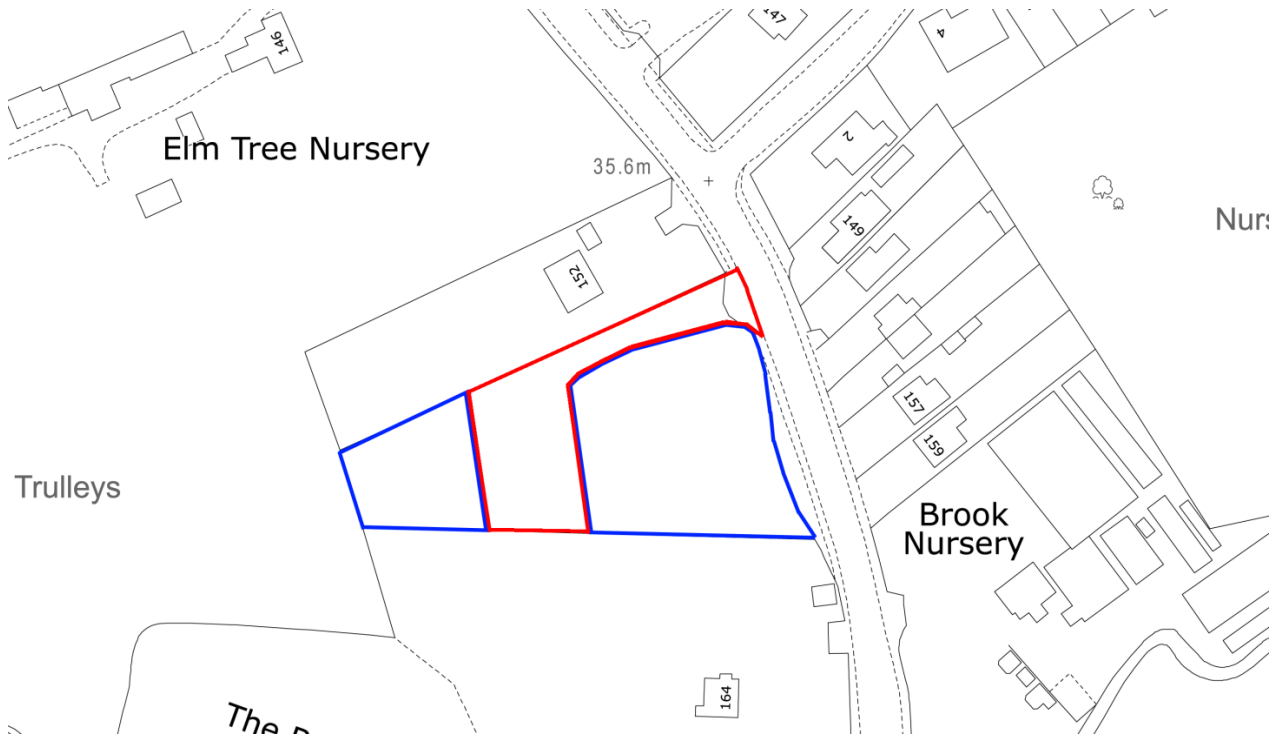 147
4
146
Elm Tree Nursery
2
35.6m
149
Nurs
152
157
159
Trulleys
Brook
Nursery
164
The